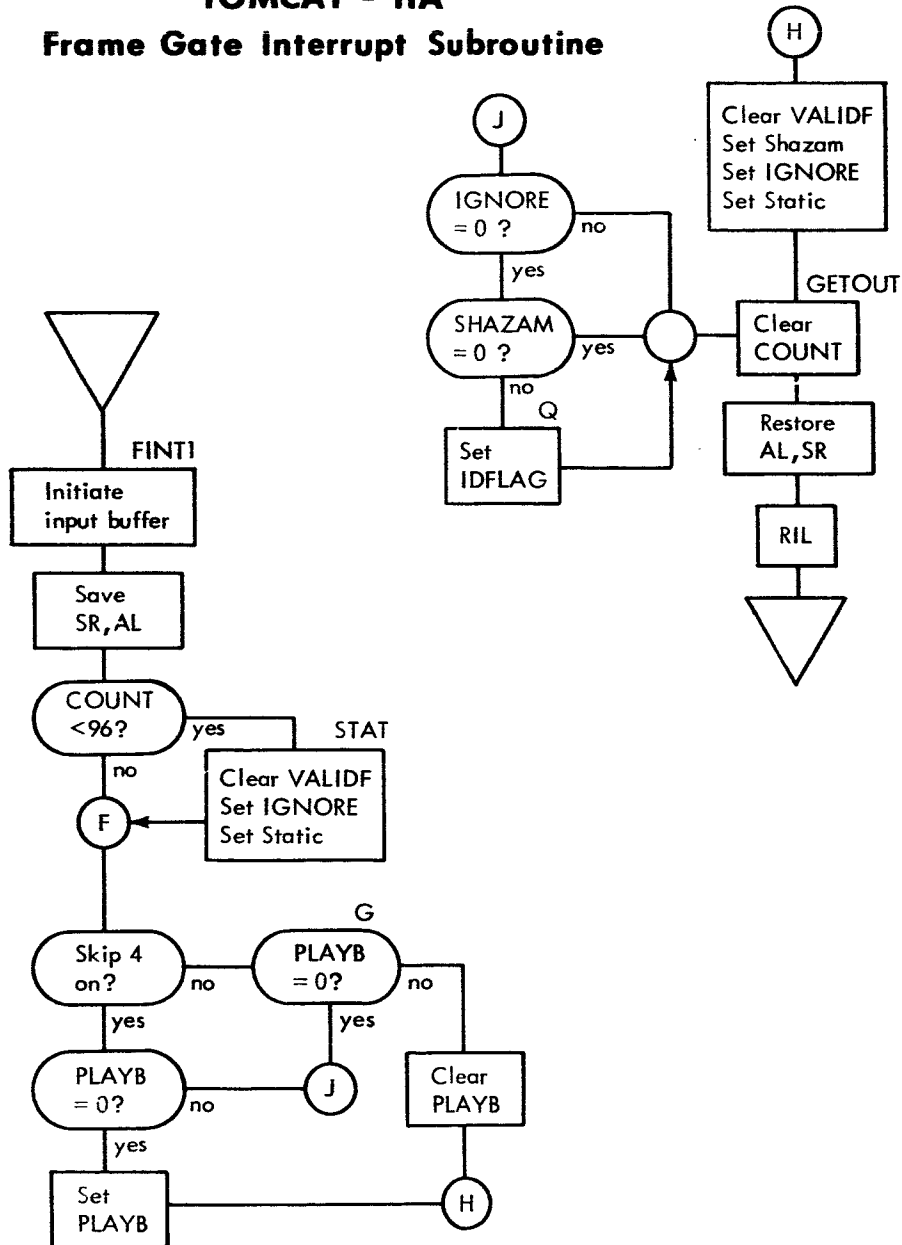 TOMCAT - IIA
Frame Gate Interrupt Subroutine
H
Clear VALIDF
Set Shazam
Set IGNORE
Set Static
J
IGNORE
= 0 ?
no
yes
GETOUT
SHAZAM
= 0 ?
yes
no
Clear
COUNT
Q
Set
IDFLAG
Restore
AL,SR
RIL
FINT1
Initiate
input buffer
Save
SR,AL
COUNT
<96?
yes
no
STAT
Clear VALIDF
Set IGNORE
Set Static
F
G
Skip 4
on?
no
yes
PLAYB
= 0?
no
yes
PLAYB
= 0?
no
yes
J
Clear
PLAYB
Set
PLAYB
H